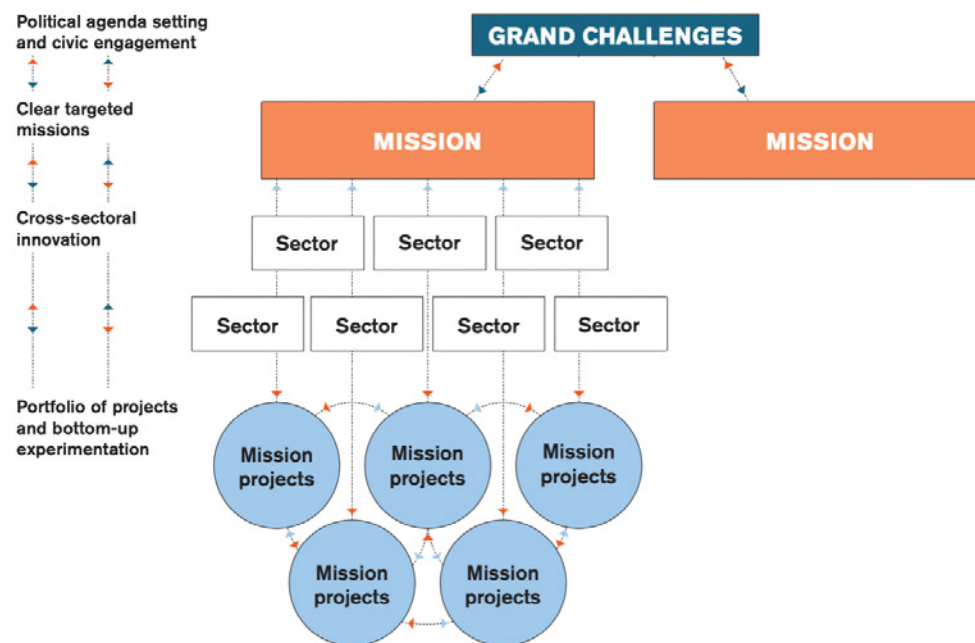 Political agenda setting
and civic engagement
GRAND CHALLENGES
Clear targeted
missions
MISSION
MISSION
Cross-sectoral
innovation
Sector
Sector
Sector
Sector
Sector
Sector
Sector
Portfolio of projects
and bottom-up
experimentation
Mission
projects
Mission
projects
Mission
projects
Mission
projects
Mission
projects